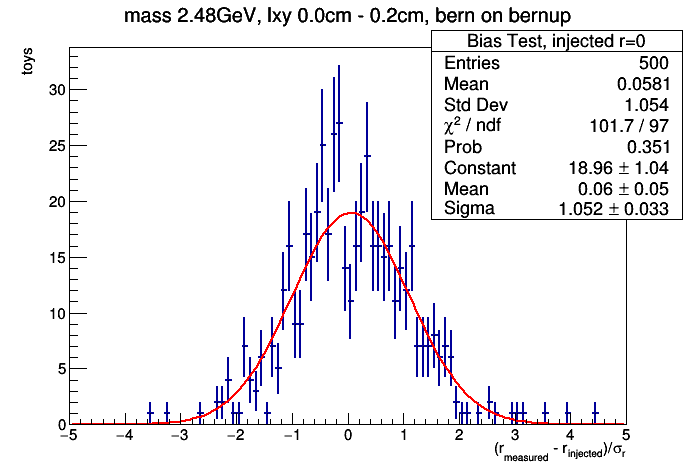 mass 2.48GeV, lxy 0.0cm - 0.2cm, bern on bernup
toys
Bias Test, injected r=0
Entries 500
Mean 0.0581
Std Dev 1.054
χ² / ndf 101.7 / 97
Prob 0.351
Constant 18.96 ± 1.04
Mean 0.06 ± 0.05
Sigma 1.052 ± 0.033
30
25
20
15
10
5
0
−5 −4 −3 −2 −1 0 1 2 3 4 5
(r_measured - r_injected)/σ_r